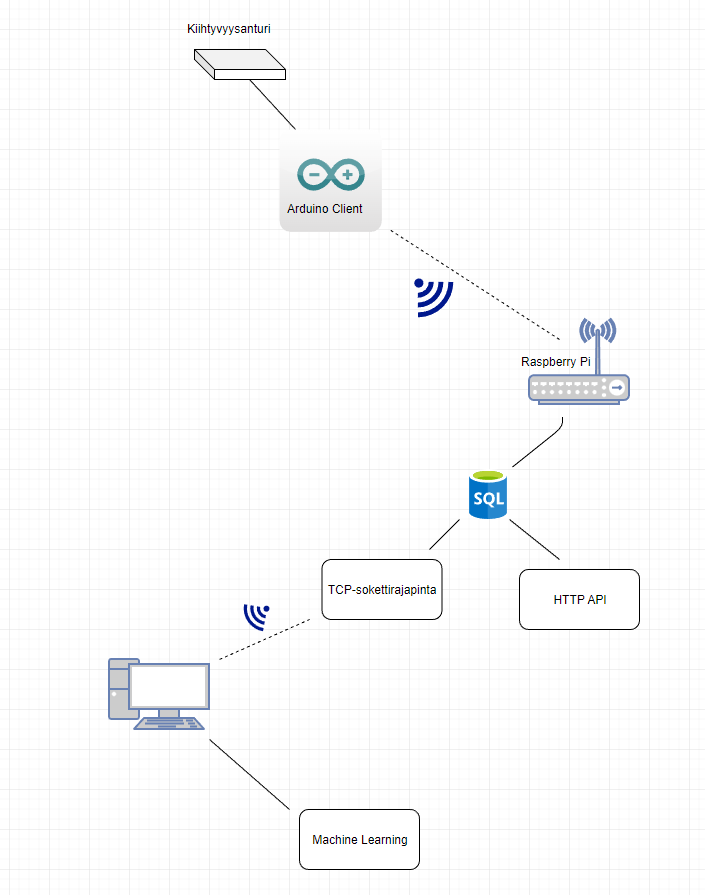 Kiihtyvyysanturi
Arduino Client
Raspberry Pi
SQL
TCP-sokettirajapinta
HTTP API
Machine Learning